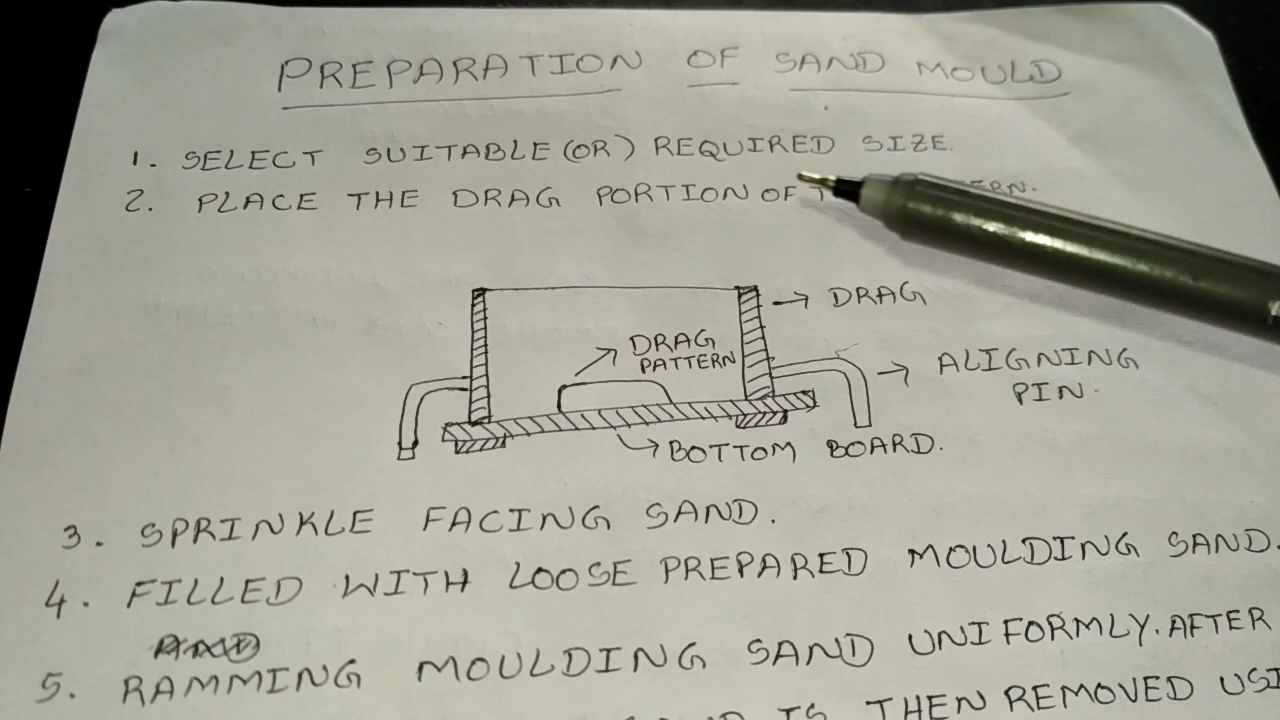 PREPARATION OF SAND MOULD
1. SELECT SUITABLE (OR) REQUIRED SIZE.
2. PLACE THE DRAG PORTION OF
→ DRAG
DRAG
PATTERN
→ ALIGNING
PIN.
→ BOTTOM BOARD.
3. SPRINKLE FACING SAND.
4. FILLED WITH LOOSE PREPARED MOULDING SAND.
5. RAMMING MOULDING SAND UNIFORMLY. AFTER
IS THEN REMOVED